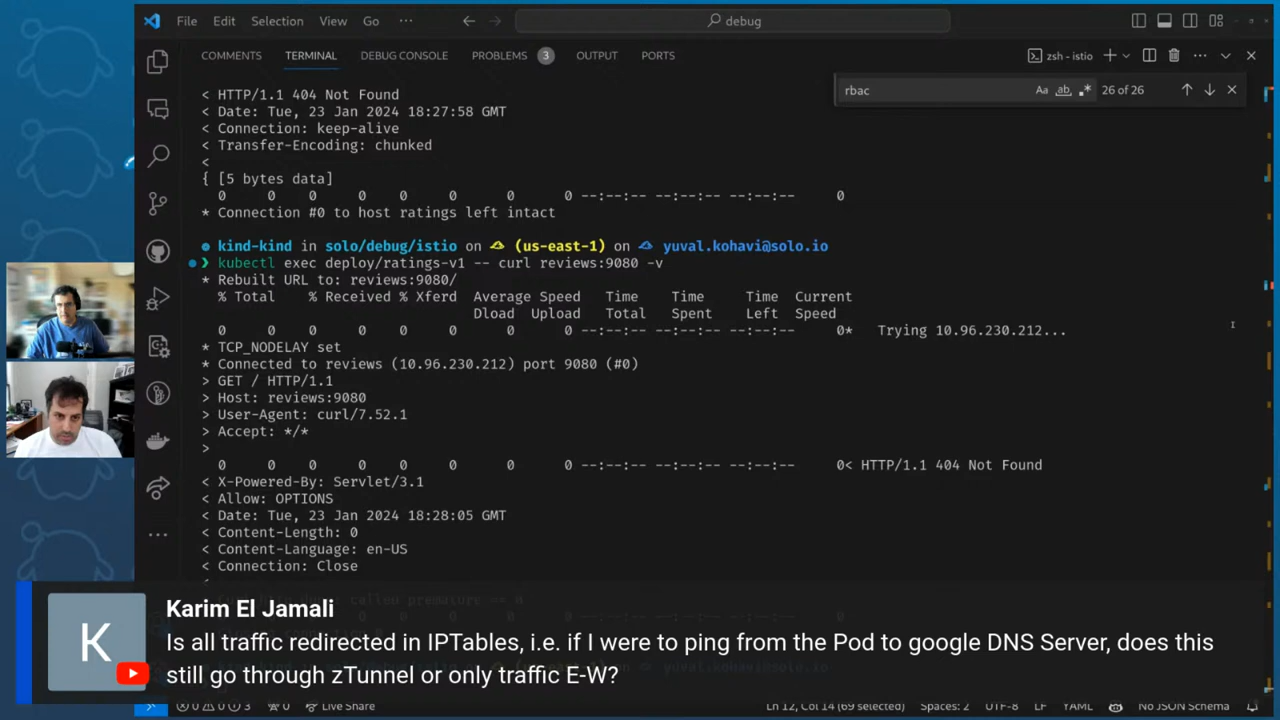 File Edit Selection View Go ··· debug
COMMENTS TERMINAL DEBUG CONSOLE PROBLEMS 3 OUTPUT PORTS zsh - istio
rbac Aa ab 26 of 26
< HTTP/1.1 404 Not Found
< Date: Tue, 23 Jan 2024 18:27:58 GMT
< Connection: keep-alive
< Transfer-Encoding: chunked
<
{ [5 bytes data]
0 0 0 0 0 0 0 --:--:-- --:--:-- --:--:-- 0
* Connection #0 to host ratings left intact
kind-kind in solo/debug/istio on (us-east-1) on yuval.kohavi@solo.io
❯ kubectl exec deploy/ratings-v1 -- curl reviews:9080 -v
* Rebuilt URL to: reviews:9080/
% Total % Received % Xferd Average Speed Time Time Time Current
Dload Upload Total Spent Left Speed
0 0 0 0 0 0 0 --:--:-- --:--:-- --:--:-- 0* Trying 10.96.230.212...
* TCP_NODELAY set
* Connected to reviews (10.96.230.212) port 9080 (#0)
> GET / HTTP/1.1
> Host: reviews:9080
> User-Agent: curl/7.52.1
> Accept: */*
>
0 0 0 0 0 0 0 --:--:-- --:--:-- --:--:-- 0< HTTP/1.1 404 Not Found
< X-Powered-By: Servlet/3.1
< Allow: OPTIONS
< Date: Tue, 23 Jan 2024 18:28:05 GMT
< Content-Length: 0
< Content-Language: en-US
< Connection: Close
<
K
Karim El Jamali
Is all traffic redirected in IPTables, i.e. if I were to ping from the Pod to google DNS Server, does this
still go through zTunnel or only traffic E-W?
0 0 3 0 Live Share Ln 12, Col 14 (69 selected) Spaces: 2 UTF-8 LF YAML No JSON Schema